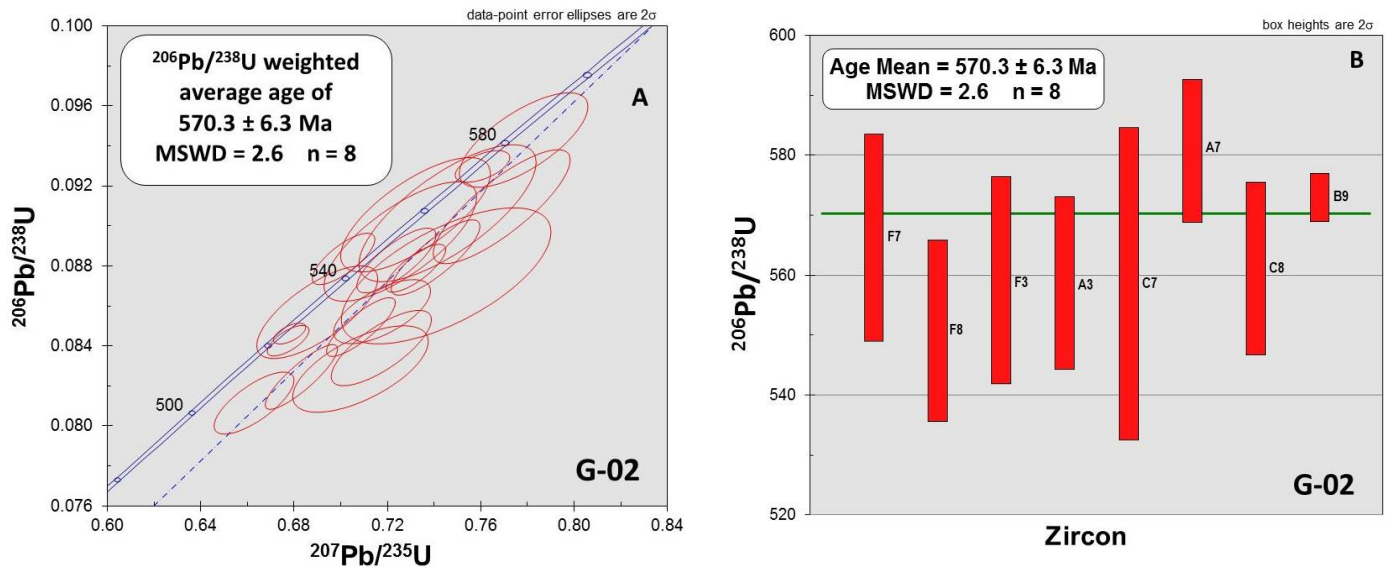 data-point error ellipses are 2σ
0.100
²⁰⁶Pb/²³⁸U weighted
average age of
570.3 ± 6.3 Ma
MSWD = 2.6 n = 8
A
0.096
580
0.092
0.088
540
0.084
500
0.080
G-02
0.076
0.60
0.64
0.68
0.72
0.76
0.80
0.84
²⁰⁶Pb/²³⁸U
²⁰⁷Pb/²³⁵U
box heights are 2σ
600
Age Mean = 570.3 ± 6.3 Ma
MSWD = 2.6 n = 8
B
580
A7
B9
F7
560
F3
A3
C7
C8
F8
540
G-02
520
²⁰⁶Pb/²³⁸U
Zircon